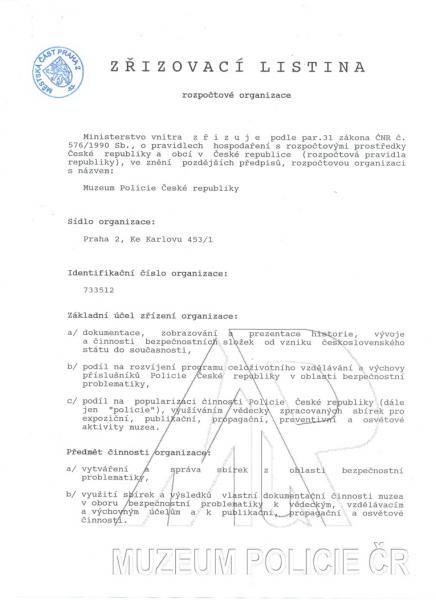 MĚSTSKÁ ČÁST PRAHA 2
ZŘIZOVACÍ LISTINA
rozpočtové organizace
Ministerstvo vnitra z ř i z u j e podle par.31 zákona ČNR č.
576/1990 Sb., o pravidlech hospodaření s rozpočtovými prostředky
České republiky a obcí v České republice (rozpočtová pravidla
republiky), ve znění pozdějších předpisů, rozpočtovou organizaci
s názvem:
Muzeum Policie České republiky
Sídlo organizace:
Praha 2, Ke Karlovu 453/1
Identifikační číslo organizace:
733512
Základní účel zřízení organizace:
a/ dokumentace, zobrazování a prezentace historie, vývoje
a činnosti bezpečnostních složek od vzniku československého
státu do současnosti,
b/ podíl na rozvíjení programu celoživotního vzdělávání a výchovy
příslušníků Policie České republiky v oblasti bezpečnostní
problematiky,
c/ podíl na popularizaci činnosti Policie České republiky (dále
jen "policie"), využíváním vědecky zpracovaných sbírek pro
expoziční, publikační, propagační, preventivní a osvětové
aktivity muzea.
Předmět činnosti organizace:
a/ vytváření a správa sbírek z oblasti bezpečnostní
problematiky,
b/ využití sbírek a výsledků vlastní dokumentační činnosti muzea
v oboru bezpečnostní problematiky k vědeckým, vzdělávacím
a výchovným účelům a k publikační, propagační a osvětové
činnosti.
MUZEUM POLICIE ČR